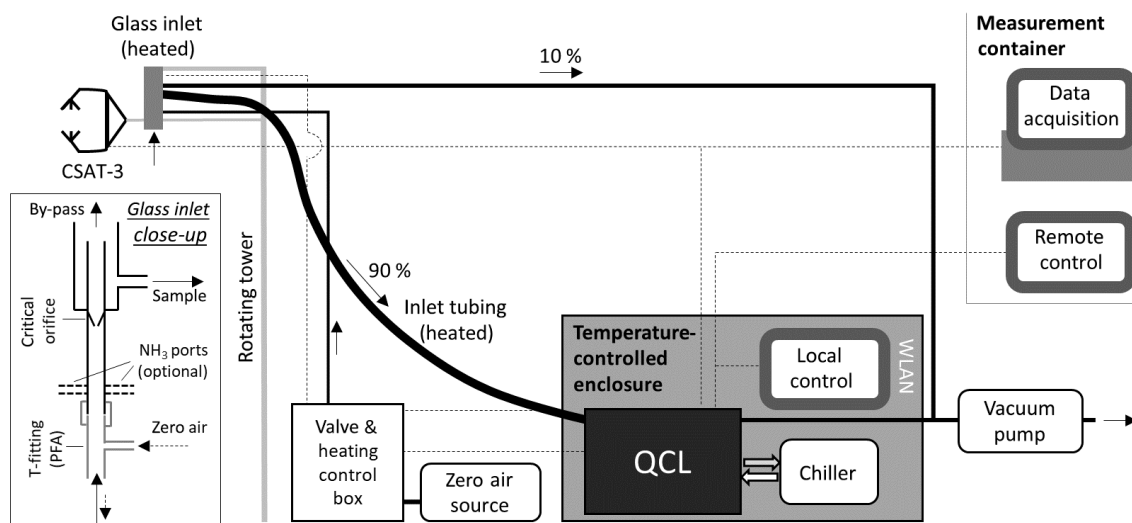 Glass inlet
(heated)
10 %
Measurement
container
Data
acquisition
CSAT-3
By-pass
Glass inlet
close-up
Sample
Critical
orifice
NH₃ ports
(optional)
T-fitting
(PFA)
Zero air
Rotating tower
90 %
Inlet tubing
(heated)
Remote
control
Temperature-
controlled
enclosure
WLAN
Local
control
Valve &
heating
control
box
Zero air
source
QCL
Chiller
Vacuum
pump